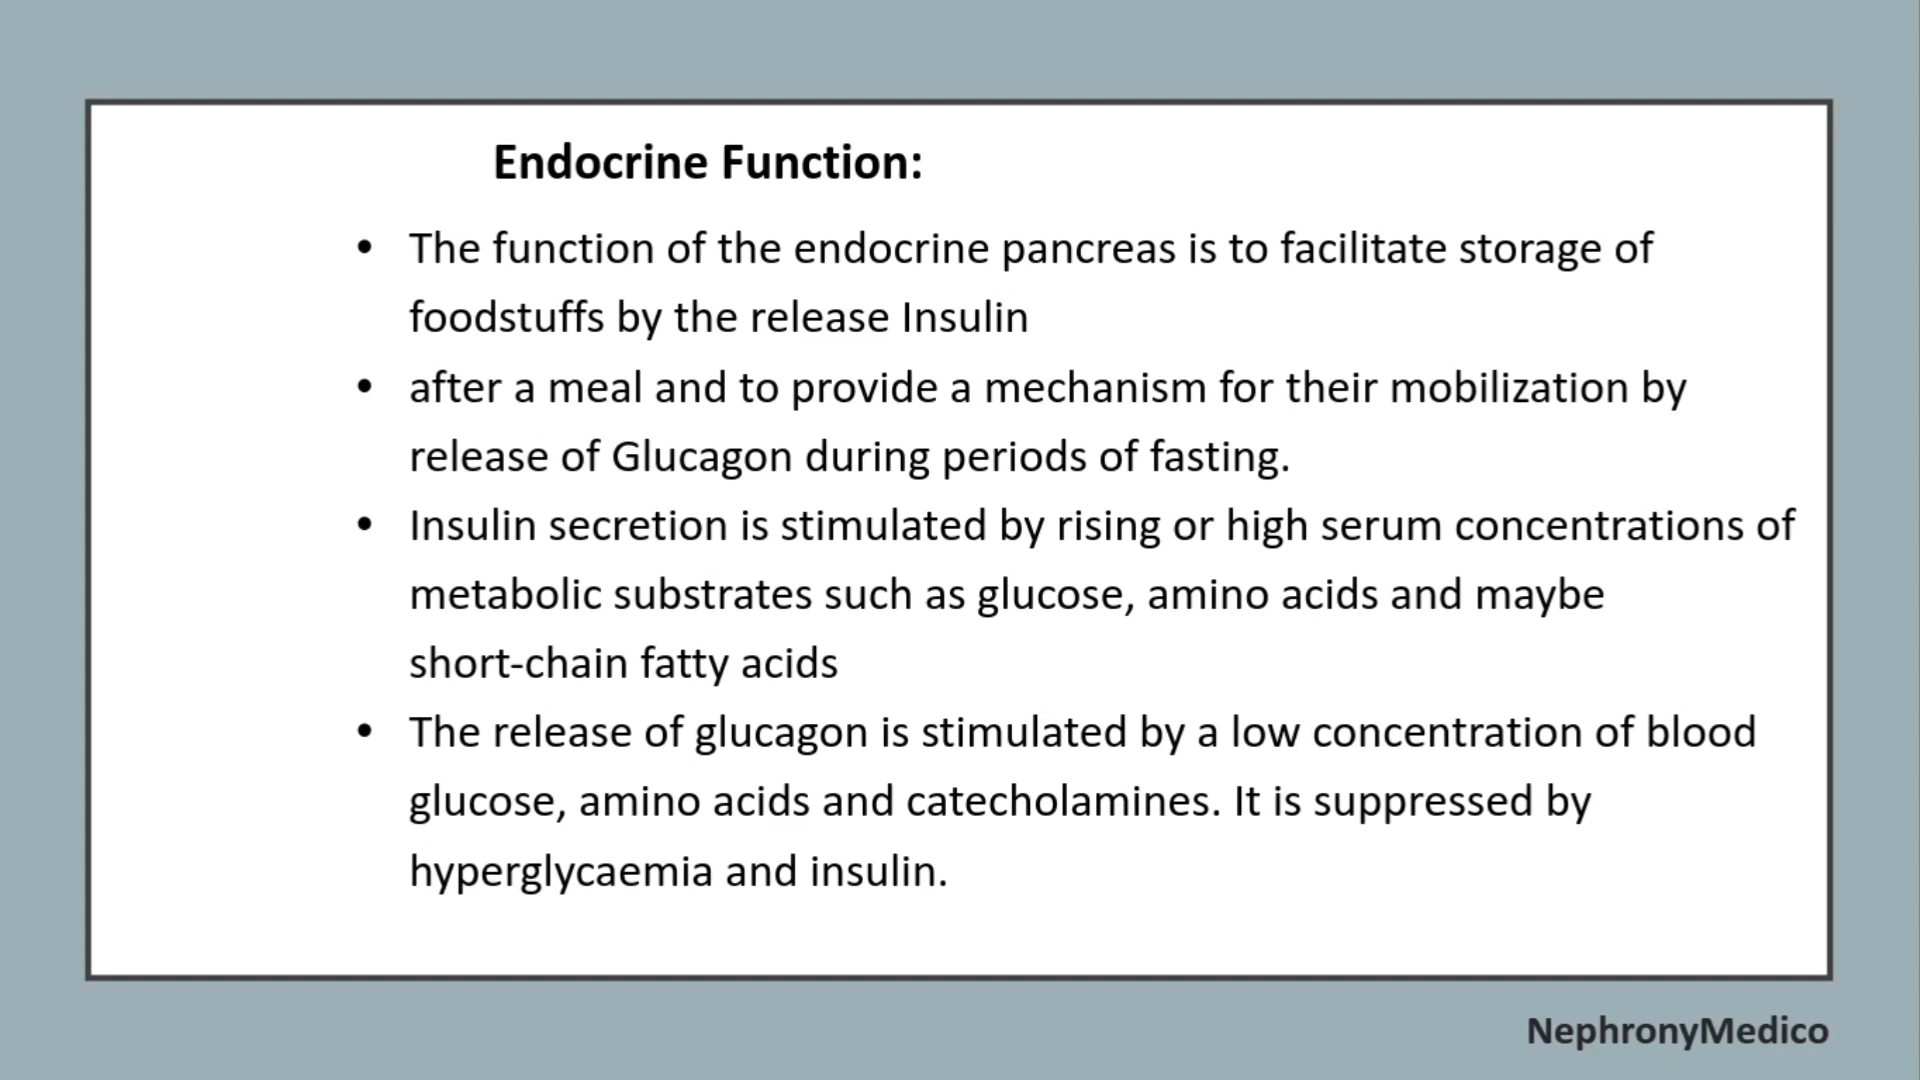 Endocrine Function:
• The function of the endocrine pancreas is to facilitate storage of
foodstuffs by the release Insulin
• after a meal and to provide a mechanism for their mobilization by
release of Glucagon during periods of fasting.
• Insulin secretion is stimulated by rising or high serum concentrations of
metabolic substrates such as glucose, amino acids and maybe
short-chain fatty acids
• The release of glucagon is stimulated by a low concentration of blood
glucose, amino acids and catecholamines. It is suppressed by
hyperglycaemia and insulin.
NephronyMedico